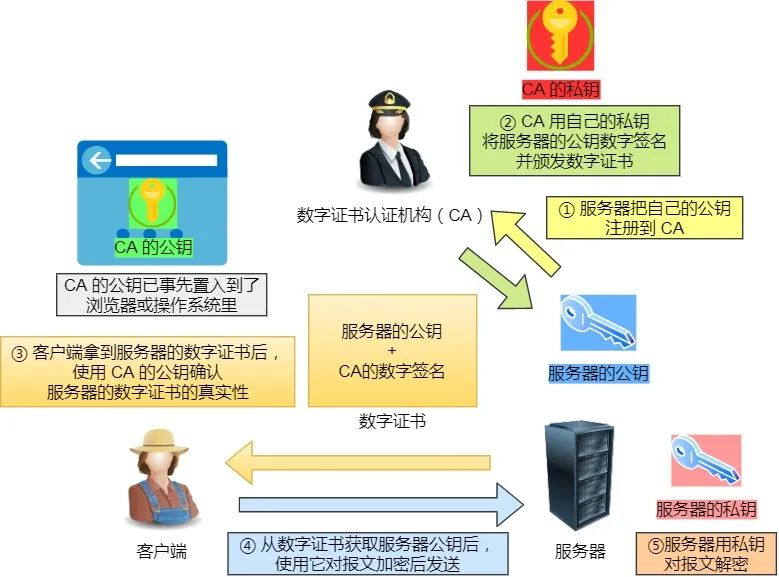 CA 的私钥
② CA 用自己的私钥
将服务器的公钥数字签名
并颁发数字证书
数字证书认证机构（CA）
① 服务器把自己的公钥
注册到 CA
CA 的公钥
CA 的公钥已事先置入到了
浏览器或操作系统里
服务器的公钥
+
CA的数字签名
数字证书
③ 客户端拿到服务器的数字证书后，
使用 CA 的公钥确认
服务器的数字证书的真实性
服务器的公钥
服务器的私钥
客户端
④ 从数字证书获取服务器公钥后，
使用它对报文加密后发送
服务器
⑤服务器用私钥
对报文解密